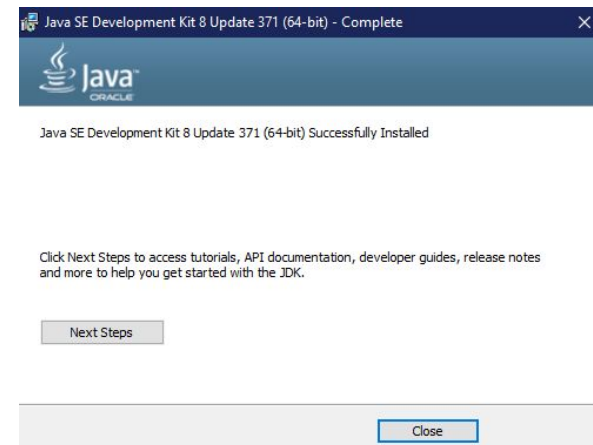 Java SE Development Kit 8 Update 371 (64-bit) - Complete
Java™
ORACLE
Java SE Development Kit 8 Update 371 (64-bit) Successfully Installed
Click Next Steps to access tutorials, API documentation, developer guides, release notes
and more to help you get started with the JDK.
Next Steps
Close